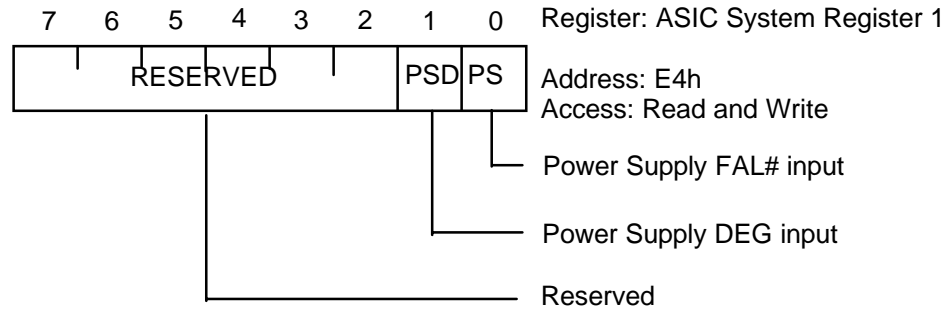 7 6 5 4 3 2 1 0 Register: ASIC System Register 1
RESERVED PSD PS Address: E4h
Access: Read and Write
Power Supply FAL# input
Power Supply DEG input
Reserved